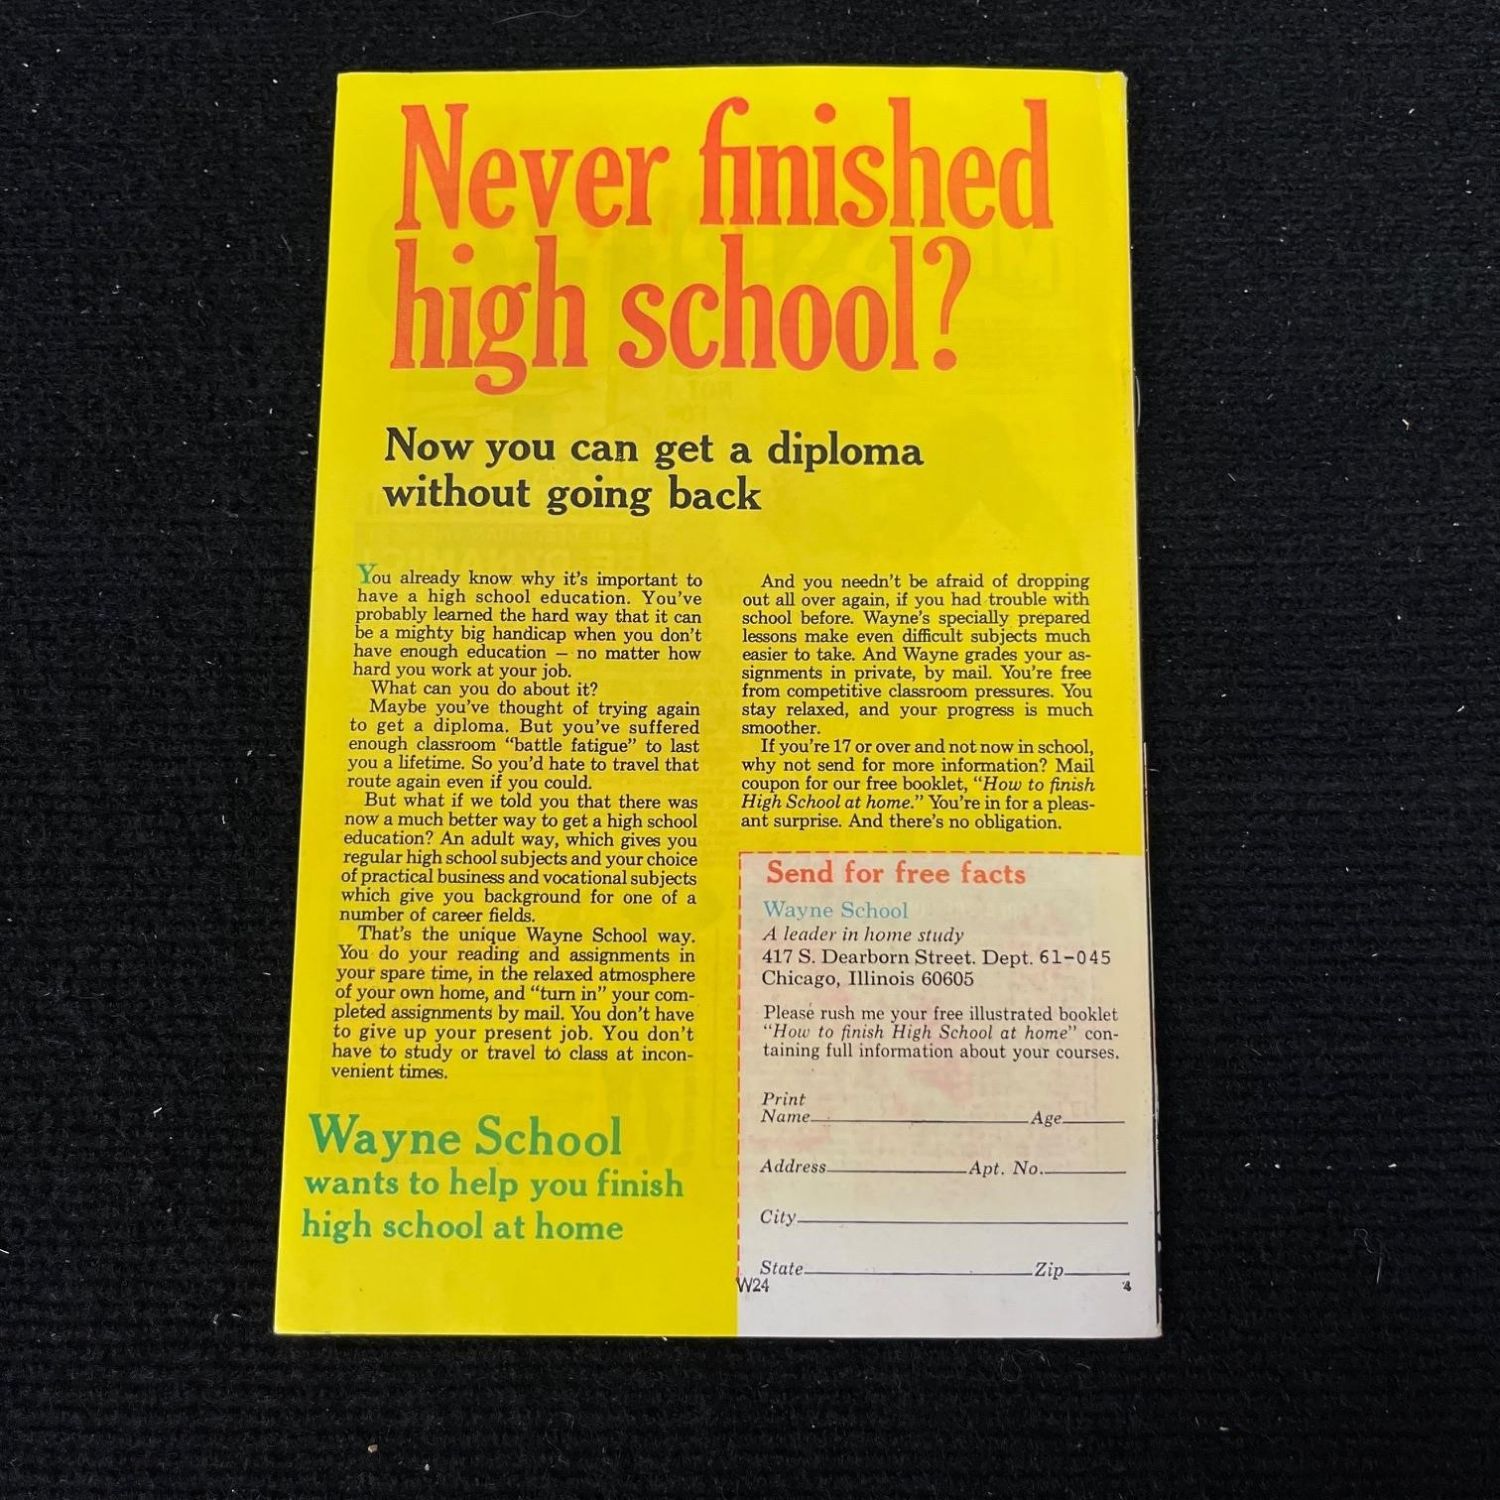 Never finished
high school?
Now you can get a diploma
without going back
You already know why it's important to
have a high school education. You've
probably learned the hard way that it can
be a mighty big handicap when you don't
have enough education – no matter how
hard you work at your job.
What can you do about it?
Maybe you've thought of trying again
to get a diploma. But you've suffered
enough classroom “battle fatigue” to last
you a lifetime. So you'd hate to travel that
route again even if you could.
But what if we told you that there was
now a much better way to get a high school
education? An adult way, which gives you
regular high school subjects and your choice
of practical business and vocational subjects
which give you background for one of a
number of career fields.
That's the unique Wayne School way.
You do your reading and assignments in
your spare time, in the relaxed atmosphere
of your own home, and “turn in” your com-
pleted assignments by mail. You don't have
to give up your present job. You don't
have to study or travel to class at incon-
venient times.
Wayne School
wants to help you finish
high school at home
And you needn't be afraid of dropping
out all over again, if you had trouble with
school before. Wayne's specially prepared
lessons make even difficult subjects much
easier to take. And Wayne grades your as-
signments in private, by mail. You're free
from competitive classroom pressures. You
stay relaxed, and your progress is much
smoother.
If you're 17 or over and not now in school,
why not send for more information? Mail
coupon for our free booklet, “How to finish
High School at home.” You're in for a pleas-
ant surprise. And there's no obligation.
Send for free facts
Wayne School
A leader in home study
417 S. Dearborn Street. Dept. 61-045
Chicago, Illinois 60605
Please rush me your free illustrated booklet
“How to finish High School at home” con-
taining full information about your courses.
Print
Name Age
Address Apt. No.
City
State Zip
W24 4